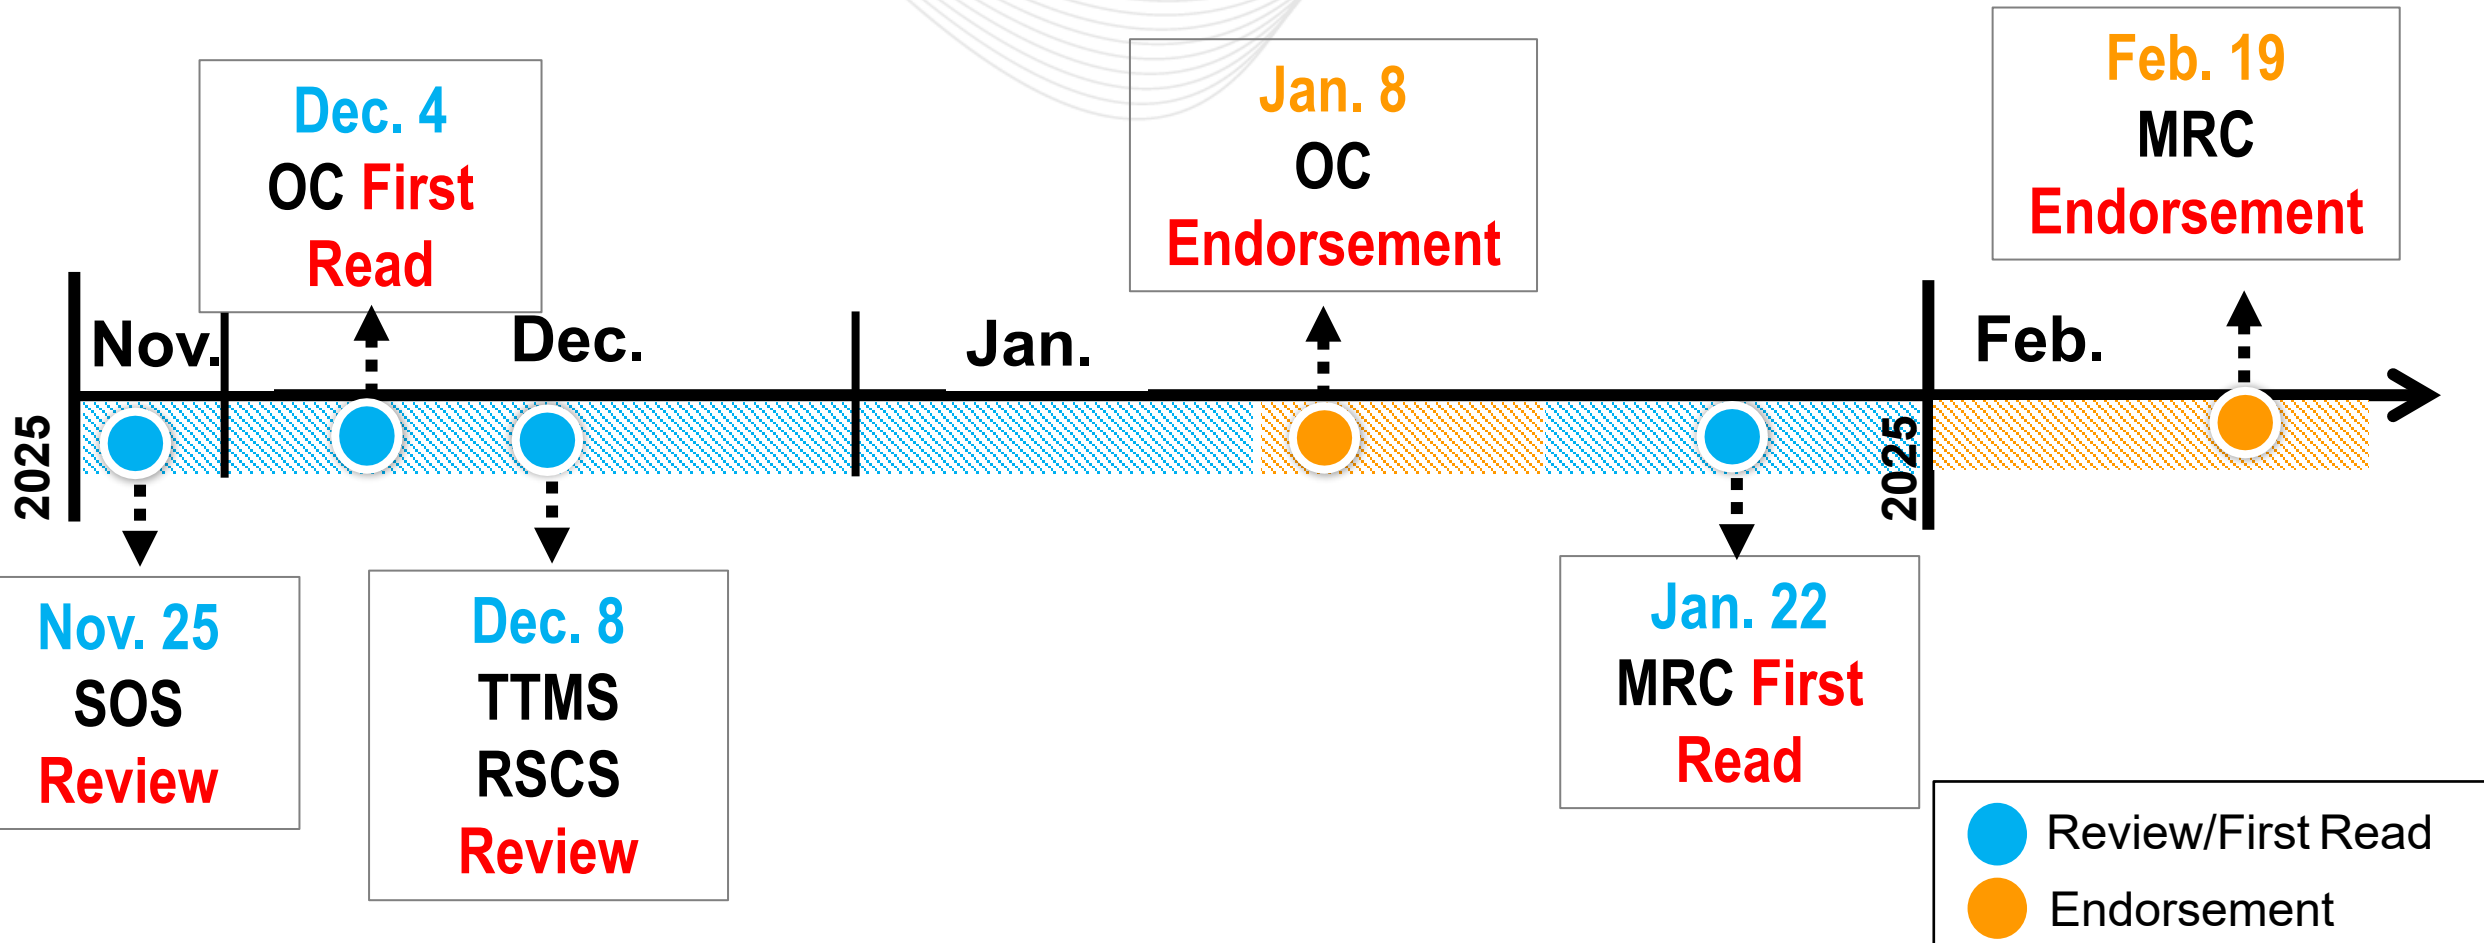 Dec. 4
OC First
Read
Jan. 8
OC
Endorsement
Feb. 19
MRC
Endorsement
Nov.
Dec.
Jan.
Feb.
2025
2025
Nov. 25
SOS
Review
Dec. 8
TTMS
RSCS
Review
Jan. 22
MRC First
Read
Review/First Read
Endorsement